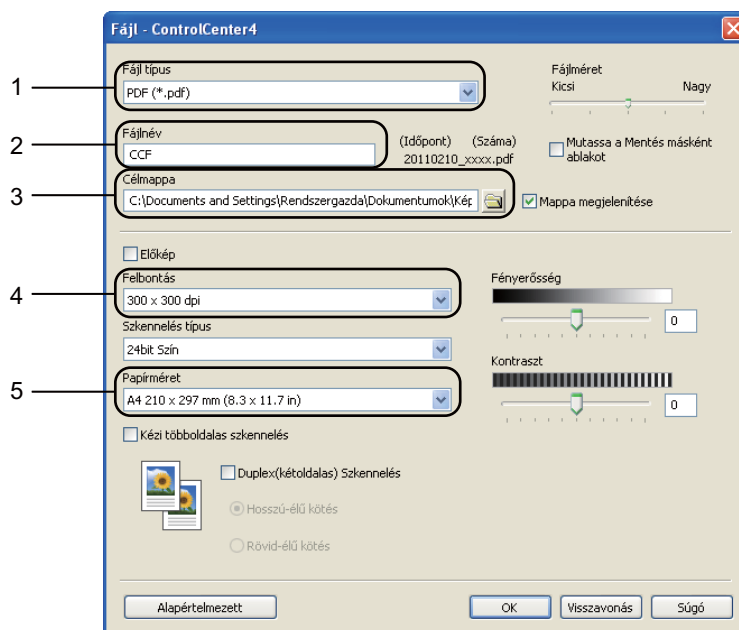 Fájl - ControlCenter4
1
Fájl típus
PDF (*.pdf)
Fájlméret
Kicsi Nagy
2
Fájlnév
CCF
(Időpont) (Száma)
20110210_xxxx.pdf
Mutassa a Mentés másként ablakot
3
Célmappa
C:\Documents and Settings\Rendszergazda\Dokumentumok\Kép
Mappa megjelenítése
Előkép
4
Felbontás
300 x 300 dpi
Szkennelés típus
24bit Szín
5
Papírméret
A4 210 x 297 mm (8.3 x 11.7 in)
Fényerősség
0
Kontraszt
0
Kézi többoldalas szkennelés
Duplex(kétoldalas) Szkennelés
Hosszú-élű kötés
Rövid-élű kötés
Alapértelmezett
OK
Visszavonás
Súgó